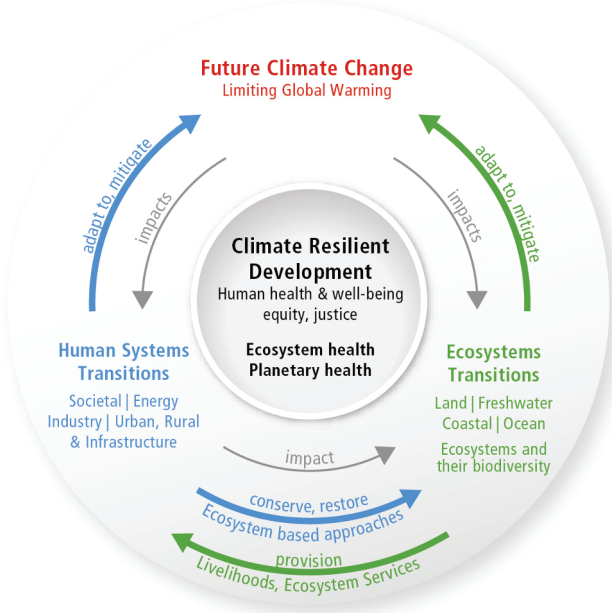 Future Climate Change
Limiting Global Warming
adapt to, mitigate
impacts
impacts
adapt to, mitigate
Climate Resilient
Development
Human health & well-being
equity, justice
Ecosystem health
Planetary health
Human Systems
Transitions
Societal | Energy
Industry | Urban, Rural
& Infrastructure
Ecosystems
Transitions
Land | Freshwater
Coastal | Ocean
Ecosystems and
their biodiversity
impact
conserve, restore
Ecosystem based approaches
provision
Livelihoods, Ecosystem Services